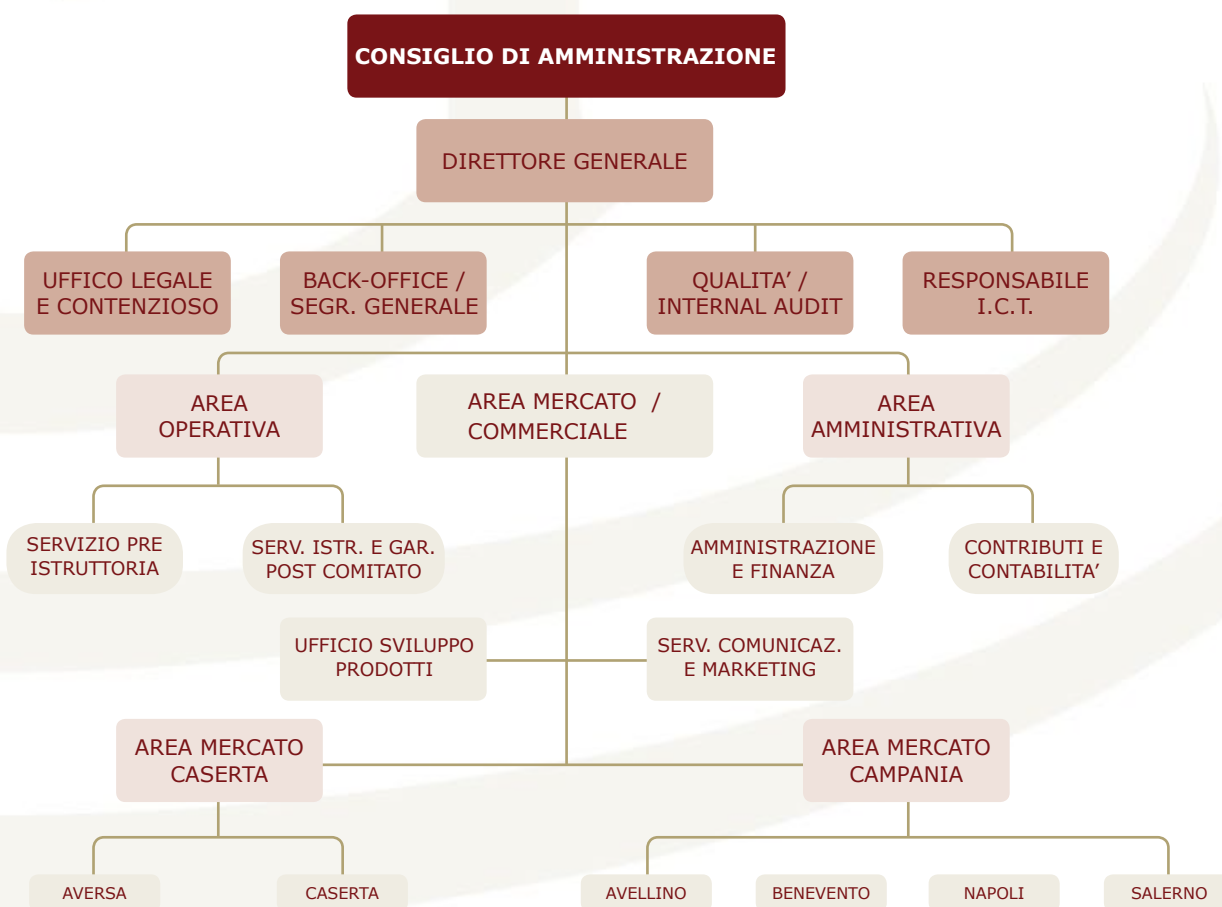 CONSIGLIO DI AMMINISTRAZIONE
DIRETTORE GENERALE
UFFICO LEGALE
E CONTENZIOSO
BACK-OFFICE /
SEGR. GENERALE
QUALITA’ /
INTERNAL AUDIT
RESPONSABILE
I.C.T.
AREA
OPERATIVA
AREA MERCATO /
COMMERCIALE
AREA
AMMINISTRATIVA
SERVIZIO PRE
ISTRUTTORIA
SERV. ISTR. E GAR.
POST COMITATO
AMMINISTRAZIONE
E FINANZA
CONTRIBUTI E
CONTABILITA’
UFFICIO SVILUPPO
PRODOTTI
SERV. COMUNICAZ.
E MARKETING
AREA MERCATO
CASERTA
AREA MERCATO
CAMPANIA
AVERSA
CASERTA
AVELLINO
BENEVENTO
NAPOLI
SALERNO